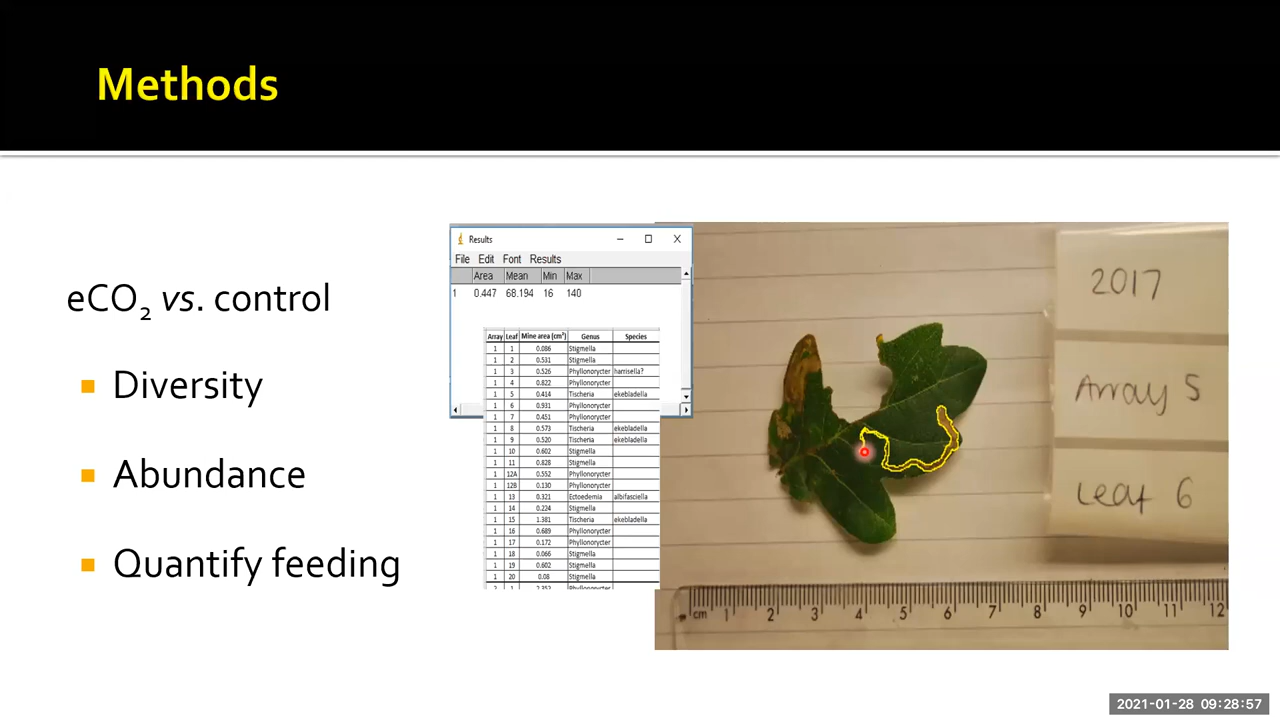 Methods
eCO₂ vs. control
Diversity
Abundance
Quantify feeding
Results
File Edit Font Results
Area Mean Min Max
1 0.447 68.194 16 140
Array Leaf Mine area (cm²) Genus Species
1 1 0.086 Stigmella
1 2 0.531 Stigmella
1 3 0.526 Phyllonorycter harrisella?
1 4 0.822 Phyllonorycter
1 5 0.414 Tischeria ekebladella
1 6 0.931 Phyllonorycter
1 7 0.451 Phyllonorycter
1 8 0.573 Tischeria ekebladella
1 9 0.520 Tischeria ekebladella
1 10 0.602 Stigmella
1 11 0.828 Stigmella
1 12A 0.552 Phyllonorycter
1 12B 0.130 Phyllonorycter
1 13 0.321 Ectoedemia albifasciella
1 14 0.224 Stigmella
1 15 1.381 Tischeria ekebladella
1 16 0.689 Phyllonorycter
1 17 0.172 Phyllonorycter
1 18 0.066 Stigmella
1 19 0.602 Stigmella
1 20 0.08 Stigmella
2 1 2.352 Phyllonorycter
2017
Array 5
Leaf 6
cm 1 2 3 4 5 6 7 8 9 10 11 12
2021-01-28 09:28:57